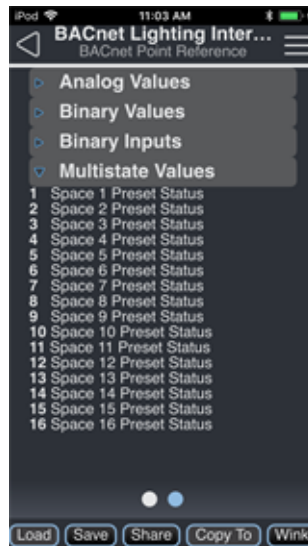 iPod 11:03 AM
BACnet Lighting Inter...
BACnet Point Reference
Analog Values
Binary Values
Binary Inputs
Multistate Values
1 Space 1 Preset Status
2 Space 2 Preset Status
3 Space 3 Preset Status
4 Space 4 Preset Status
5 Space 5 Preset Status
6 Space 6 Preset Status
7 Space 7 Preset Status
8 Space 8 Preset Status
9 Space 9 Preset Status
10 Space 10 Preset Status
11 Space 11 Preset Status
12 Space 12 Preset Status
13 Space 13 Preset Status
14 Space 14 Preset Status
15 Space 15 Preset Status
16 Space 16 Preset Status
Load Save Share Copy To Wink